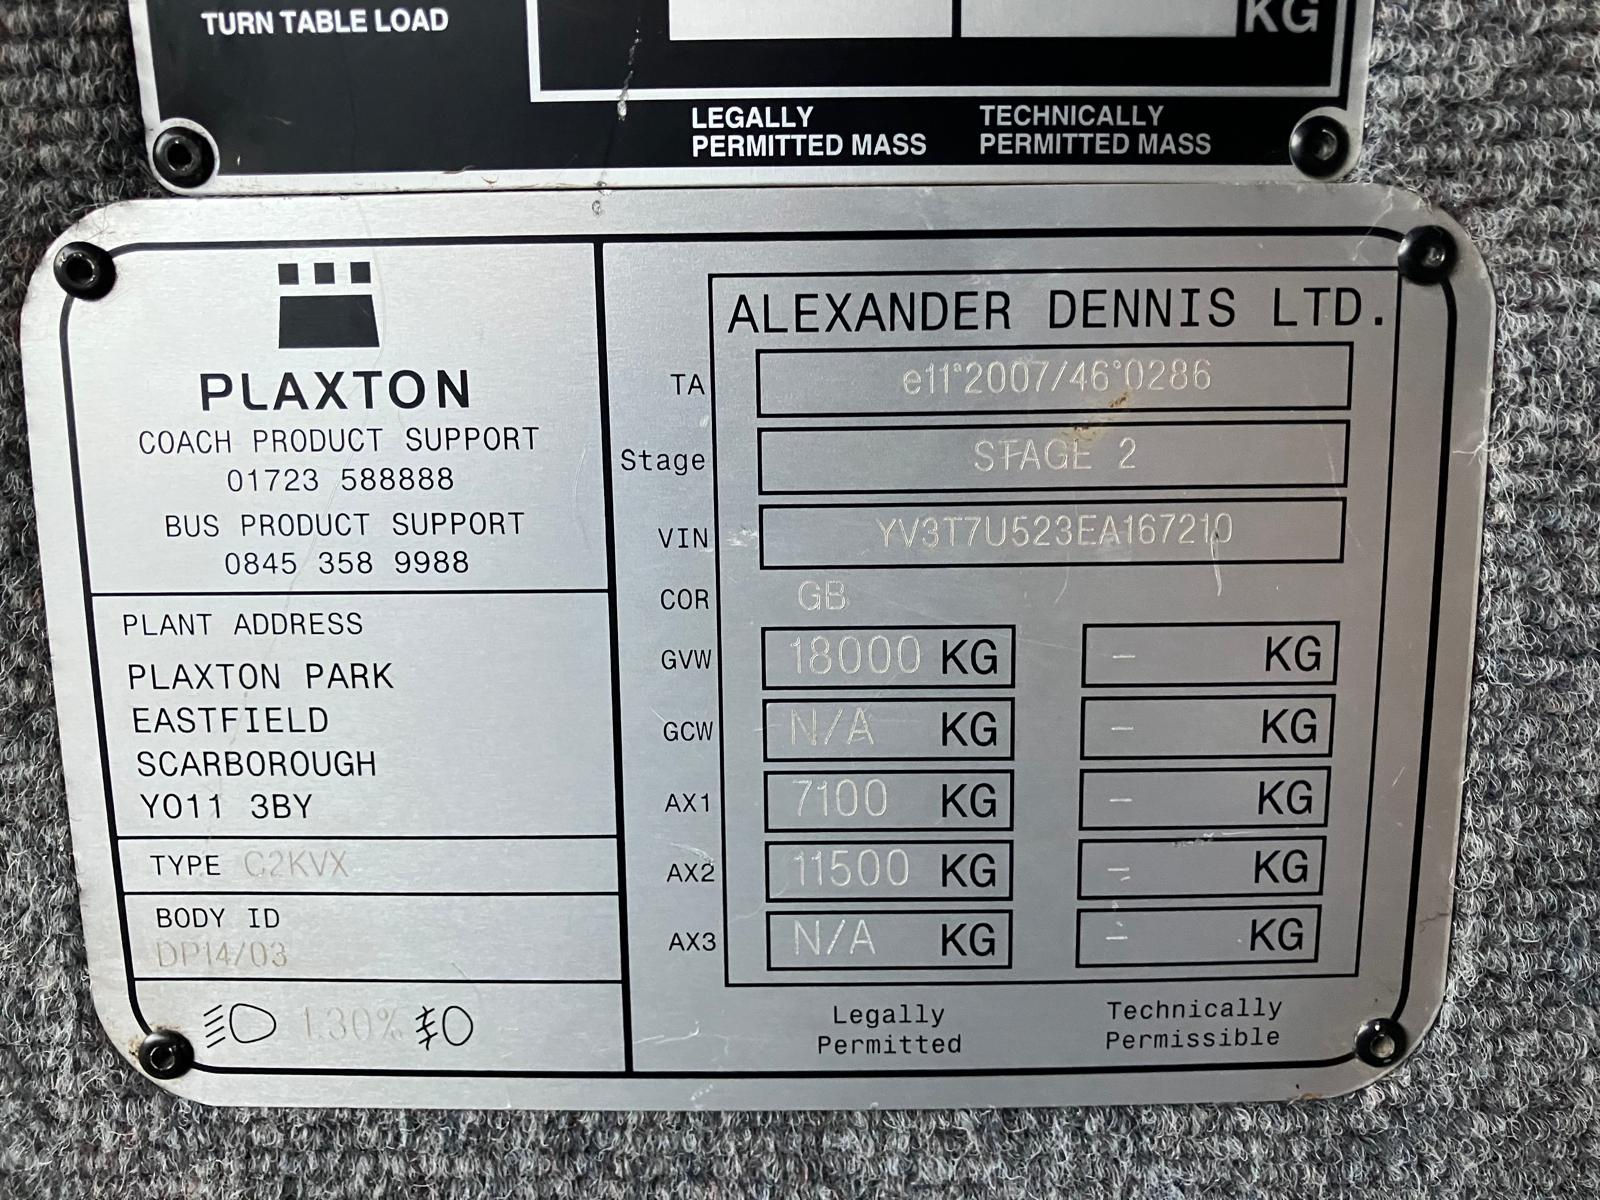 TURN TABLE LOAD
KG
LEGALLY
PERMITTED MASS
TECHNICALLY
PERMITTED MASS
PLAXTON
COACH PRODUCT SUPPORT
01723 588888
BUS PRODUCT SUPPORT
0845 358 9988
PLANT ADDRESS
PLAXTON PARK
EASTFIELD
SCARBOROUGH
YO11 3BY
TYPE C2KVX
BODY ID
DP14/03
1.30%
ALEXANDER DENNIS LTD.
TA e11*2007/46*0286
Stage STAGE 2
VIN YV3T7U523EA167210
COR GB
GVW 18000 KG - KG
GCW N/A KG - KG
AX1 7100 KG - KG
AX2 11500 KG - KG
AX3 N/A KG - KG
Legally
Permitted
Technically
Permissible